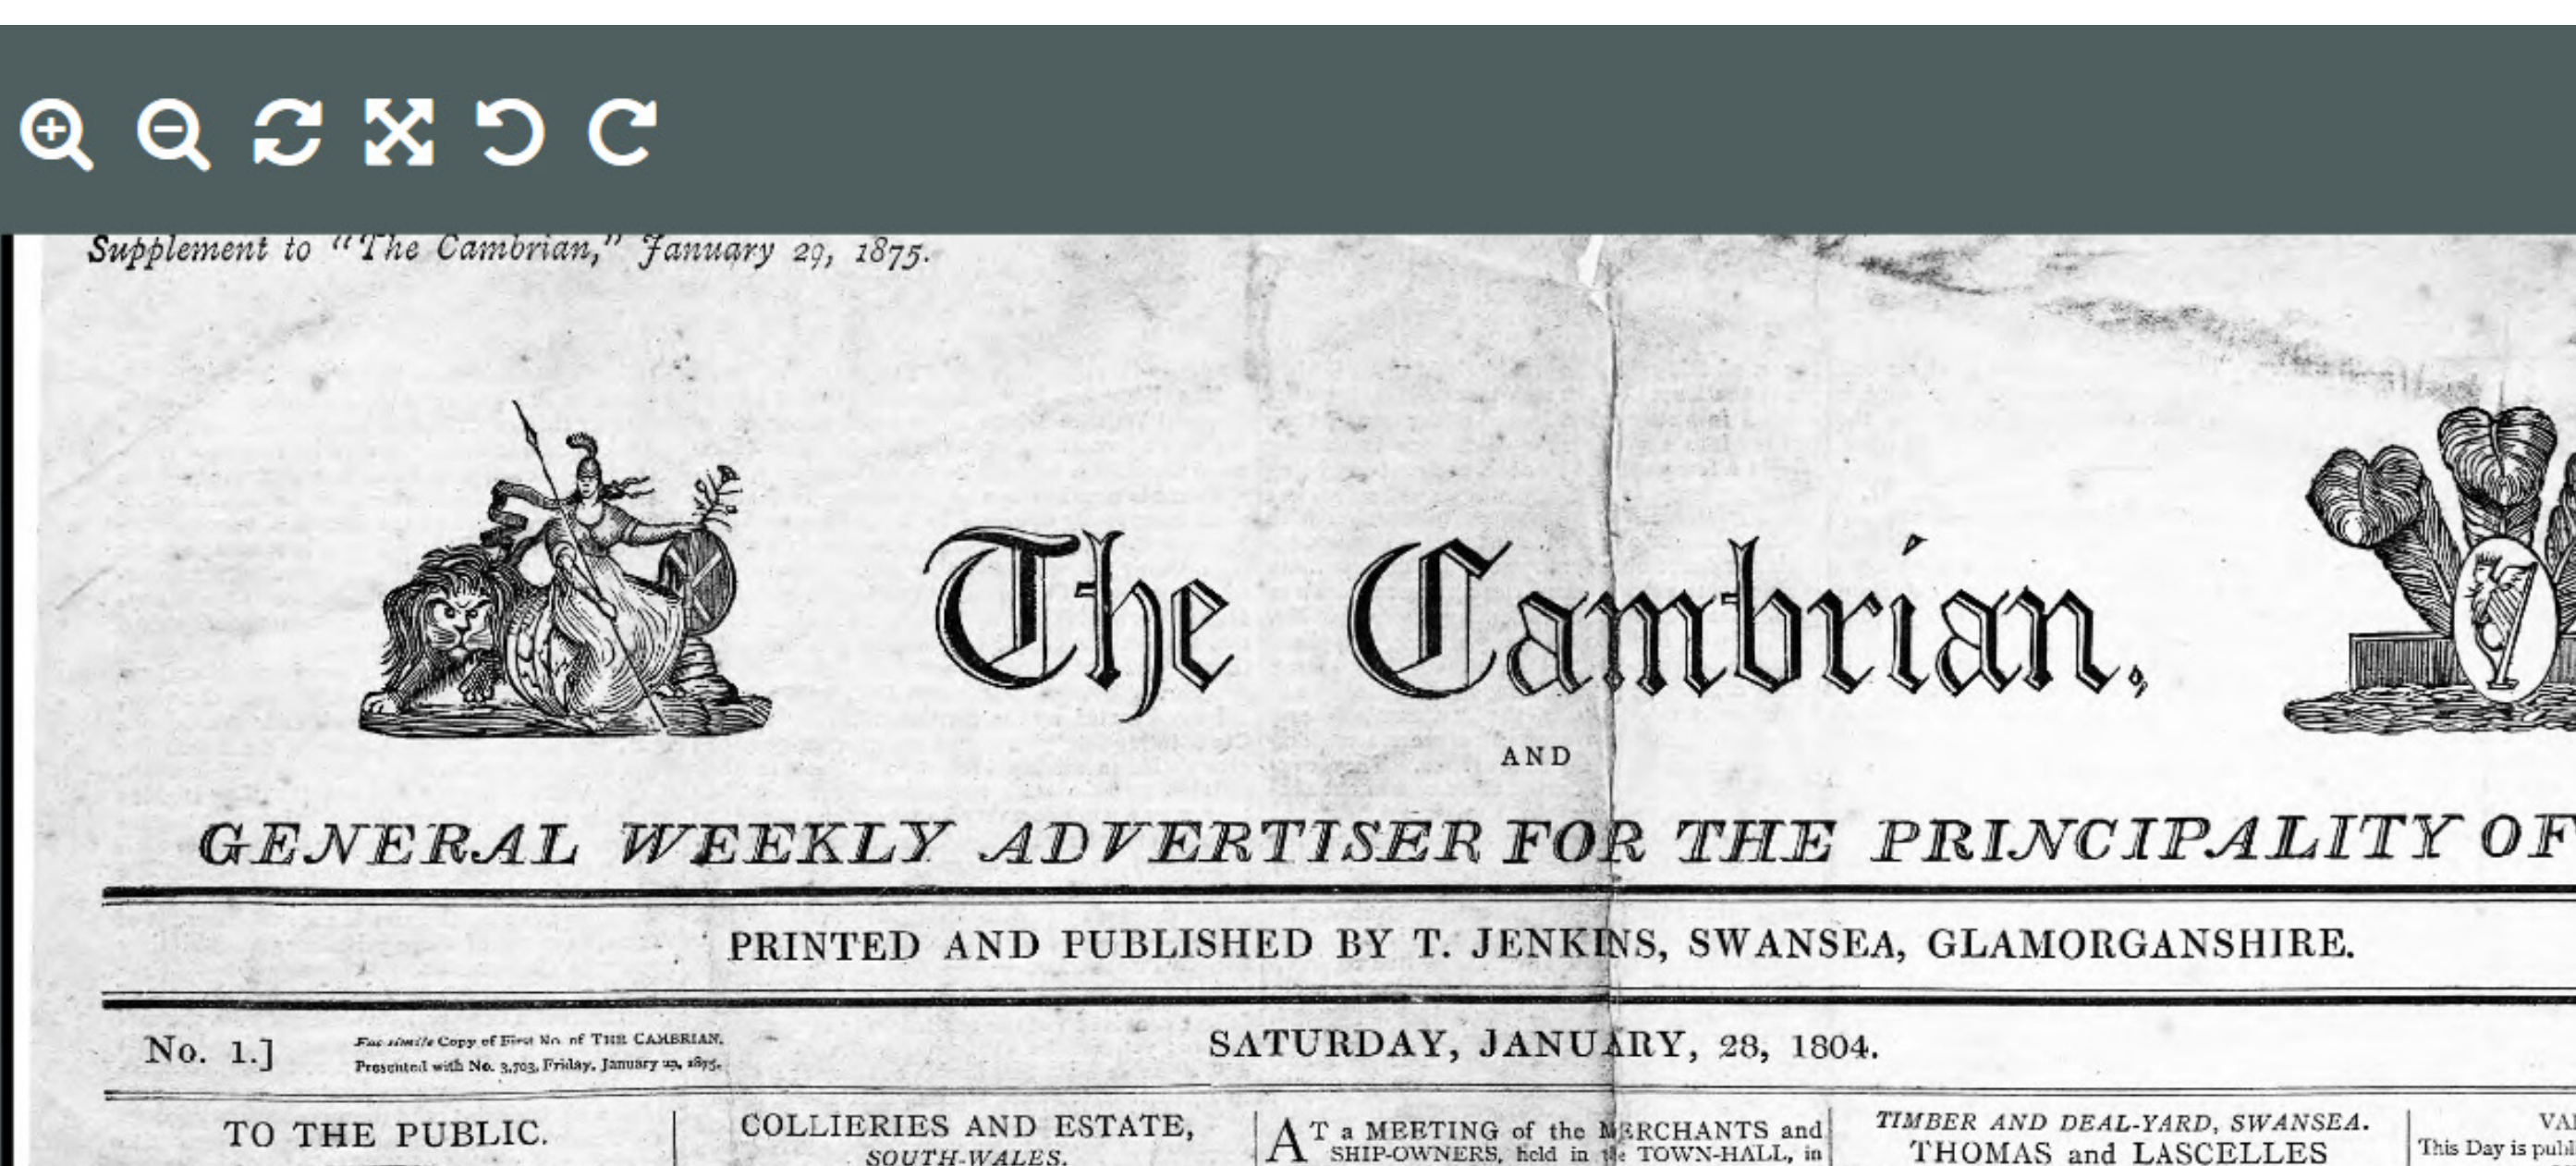 Supplement to "The Cambrian," January 29, 1875.
The Cambrian,
AND
GENERAL WEEKLY ADVERTISER FOR THE PRINCIPALITY OF
PRINTED AND PUBLISHED BY T. JENKINS, SWANSEA, GLAMORGANSHIRE.
No. 1.]
Fac-simile Copy of First No. of THE CAMBRIAN.
Presented with No. 3,703, Friday, January 29, 1875.
SATURDAY, JANUARY, 28, 1804.
TO THE PUBLIC.
COLLIERIES AND ESTATE,
SOUTH-WALES.
AT a MEETING of the MERCHANTS and
SHIP-OWNERS, held in the TOWN-HALL, in
TIMBER AND DEAL-YARD, SWANSEA.
THOMAS and LASCELLES
This Day is